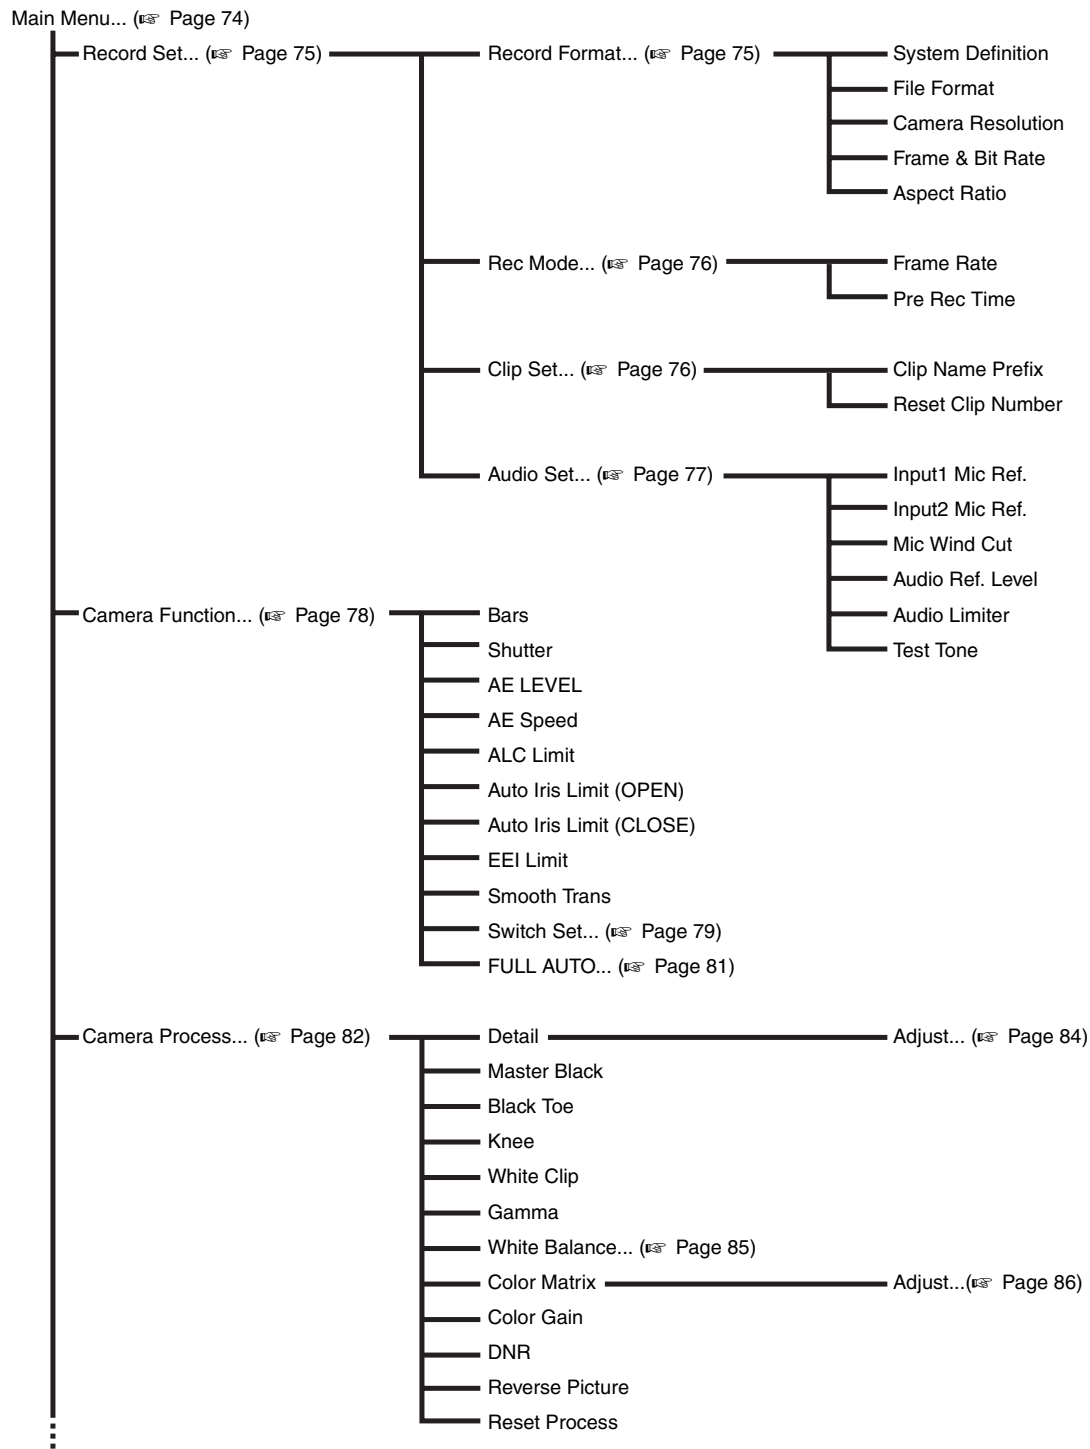 Main Menu... (☞ Page 74)
Record Set... (☞ Page 75)
Record Format... (☞ Page 75)
System Definition
File Format
Camera Resolution
Frame & Bit Rate
Aspect Ratio
Rec Mode... (☞ Page 76)
Frame Rate
Pre Rec Time
Clip Set... (☞ Page 76)
Clip Name Prefix
Reset Clip Number
Audio Set... (☞ Page 77)
Input1 Mic Ref.
Input2 Mic Ref.
Mic Wind Cut
Audio Ref. Level
Audio Limiter
Test Tone
Camera Function... (☞ Page 78)
Bars
Shutter
AE LEVEL
AE Speed
ALC Limit
Auto Iris Limit (OPEN)
Auto Iris Limit (CLOSE)
EEI Limit
Smooth Trans
Switch Set... (☞ Page 79)
FULL AUTO... (☞ Page 81)
Camera Process... (☞ Page 82)
Detail
Adjust... (☞ Page 84)
Master Black
Black Toe
Knee
White Clip
Gamma
White Balance... (☞ Page 85)
Color Matrix
Adjust...(☞ Page 86)
Color Gain
DNR
Reverse Picture
Reset Process